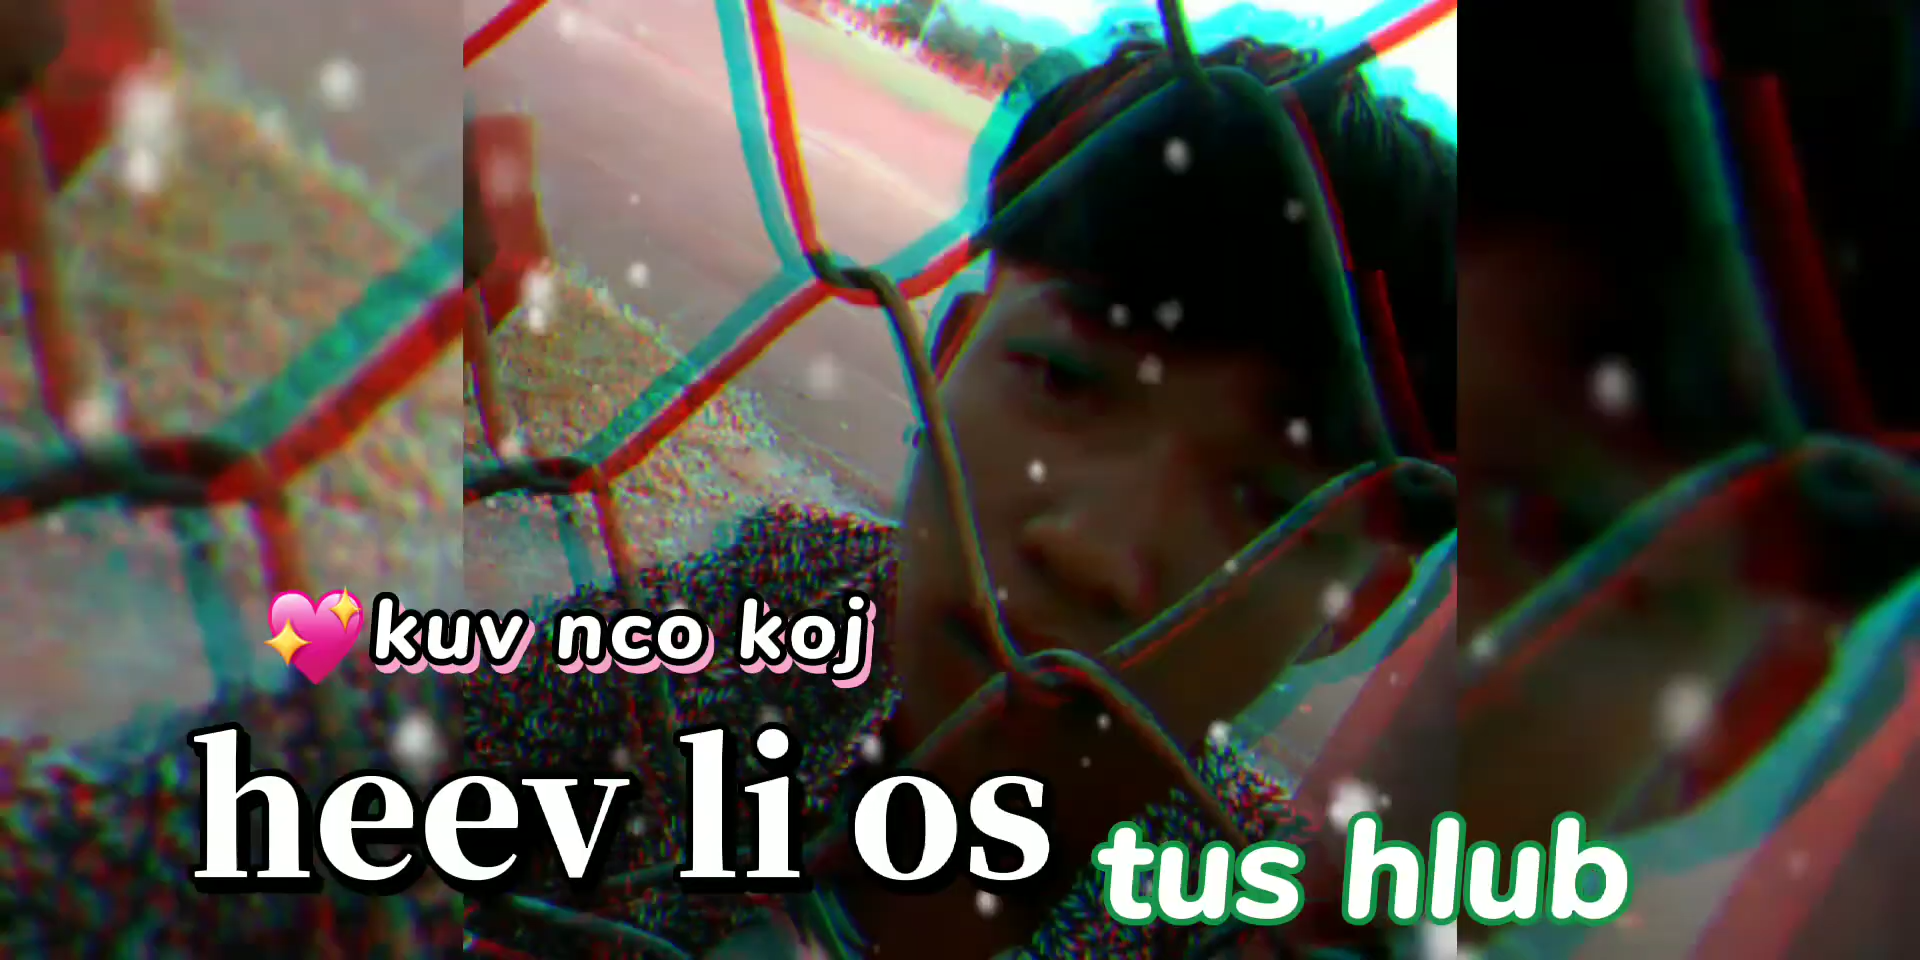 💖kuv nco koj
heev li os
tus hlub